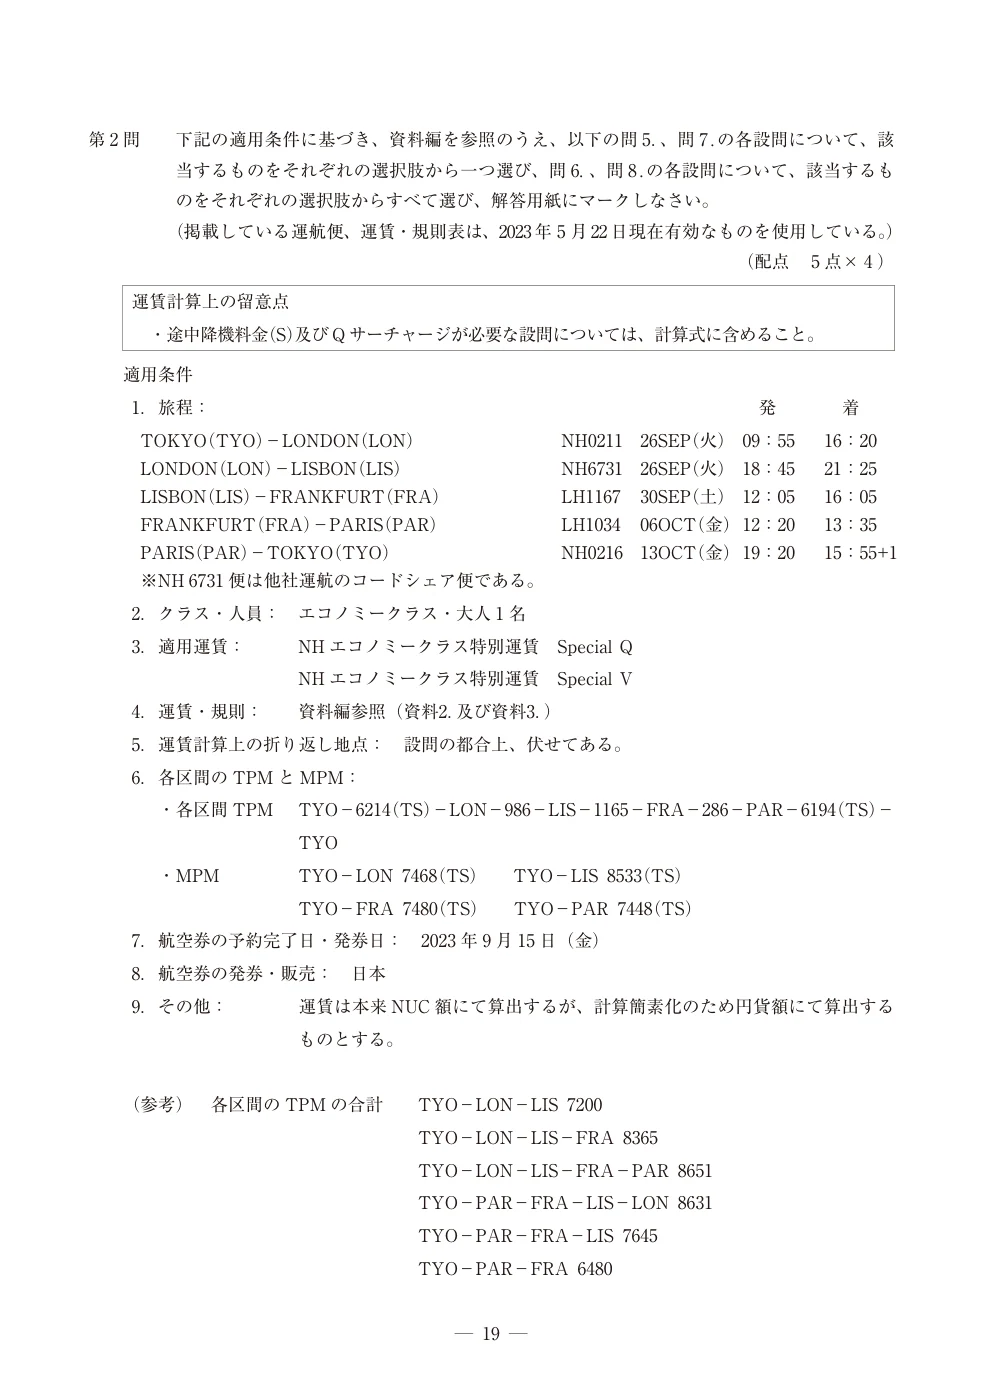 第2問 下記の適用条件に基づき、資料編を参照のうえ、以下の問5.、問7.の各設問について、該
当するものをそれぞれの選択肢から一つ選び、問6.、問8.の各設問について、該当するも
のをそれぞれの選択肢からすべて選び、解答用紙にマークしなさい。
（掲載している運航便、運賃・規則表は、2023年5月22日現在有効なものを使用している。）
（配点 5点×4）
運賃計算上の留意点
・途中降機料金(S)及びQサーチャージが必要な設問については、計算式に含めること。
適用条件
1. 旅程： 発 着
TOKYO(TYO)－LONDON(LON) NH0211 26SEP(火) 09：55 16：20
LONDON(LON)－LISBON(LIS) NH6731 26SEP(火) 18：45 21：25
LISBON(LIS)－FRANKFURT(FRA) LH1167 30SEP(土) 12：05 16：05
FRANKFURT(FRA)－PARIS(PAR) LH1034 06OCT(金) 12：20 13：35
PARIS(PAR)－TOKYO(TYO) NH0216 13OCT(金) 19：20 15：55+1
※NH 6731便は他社運航のコードシェア便である。
2. クラス・人員： エコノミークラス・大人1名
3. 適用運賃： NHエコノミークラス特別運賃 Special Q
NHエコノミークラス特別運賃 Special V
4. 運賃・規則： 資料編参照（資料2.及び資料3.）
5. 運賃計算上の折り返し地点： 設問の都合上、伏せてある。
6. 各区間のTPMとMPM：
・各区間TPM TYO－6214(TS)－LON－986－LIS－1165－FRA－286－PAR－6194(TS)－
TYO
・MPM TYO－LON 7468(TS) TYO－LIS 8533(TS)
TYO－FRA 7480(TS) TYO－PAR 7448(TS)
7. 航空券の予約完了日・発券日： 2023年9月15日（金）
8. 航空券の発券・販売： 日本
9. その他： 運賃は本来NUC額にて算出するが、計算簡素化のため円貨額にて算出する
ものとする。
（参考） 各区間のTPMの合計 TYO－LON－LIS 7200
TYO－LON－LIS－FRA 8365
TYO－LON－LIS－FRA－PAR 8651
TYO－PAR－FRA－LIS－LON 8631
TYO－PAR－FRA－LIS 7645
TYO－PAR－FRA 6480
— 19 —